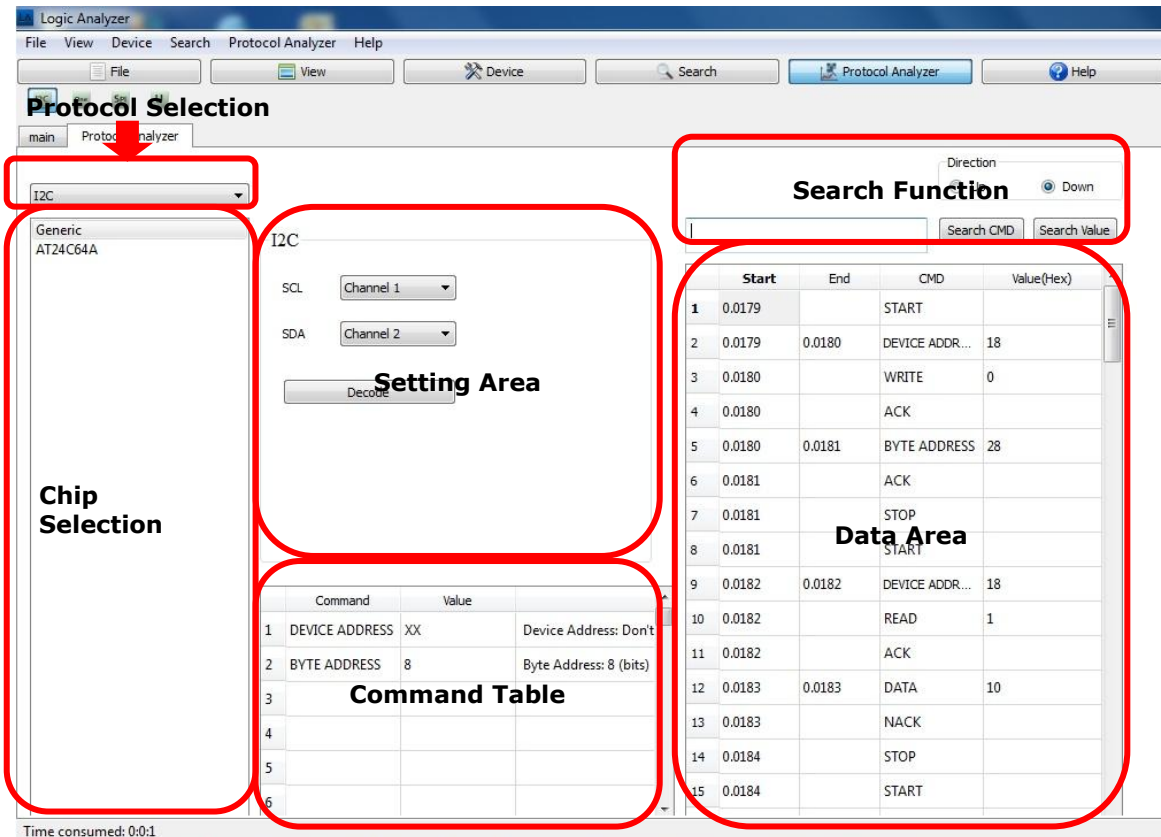 Logic Analyzer
File View Device Search Protocol Analyzer Help
File View Device Search Protocol Analyzer Help
Protocol Selection
main Protocol Analyzer
Direction
Down
Search Function
I2C
Search CMD Search Value
Generic
AT24C64A
Chip
Selection
I2C
SCL Channel 1
SDA Channel 2
Decode
Setting Area
Command Value
1 DEVICE ADDRESS XX Device Address: Don't
2 BYTE ADDRESS 8 Byte Address: 8 (bits)
3
4
5
6
Command Table
Start End CMD Value(Hex)
1 0.0179 START
2 0.0179 0.0180 DEVICE ADDR... 18
3 0.0180 WRITE 0
4 0.0180 ACK
5 0.0180 0.0181 BYTE ADDRESS 28
6 0.0181 ACK
7 0.0181 STOP
Data Area
8 0.0181 START
9 0.0182 0.0182 DEVICE ADDR... 18
10 0.0182 READ 1
11 0.0182 ACK
12 0.0183 0.0183 DATA 10
13 0.0183 NACK
14 0.0184 STOP
15 0.0184 START
Time consumed: 0:0:1